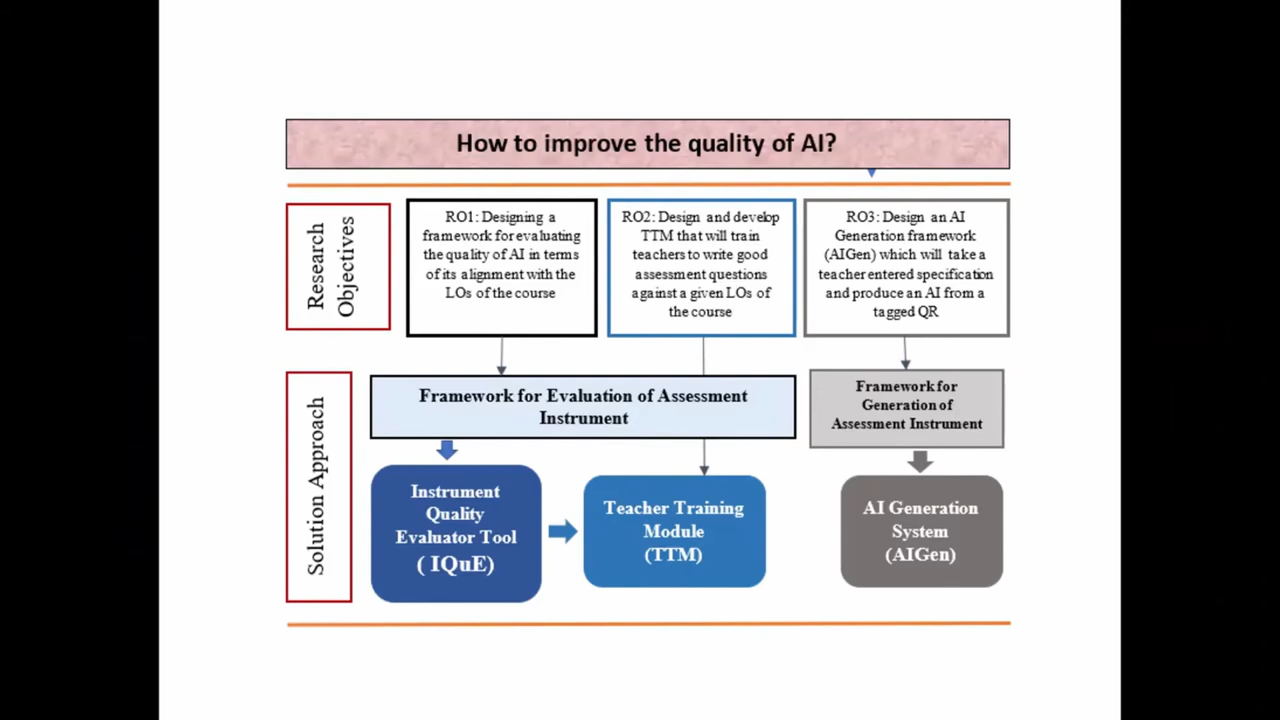 How to improve the quality of AI?
Research
Objectives
RO1: Designing a
framework for evaluating
the quality of AI in terms
of its alignment with the
LOs of the course
RO2: Design and develop
TTM that will train
teachers to write good
assessment questions
against a given LOs of
the course
RO3: Design an AI
Generation framework
(AIGen) which will take a
teacher entered specification
and produce an AI from a
tagged QR
Solution Approach
Framework for Evaluation of Assessment
Instrument
Framework for
Generation of
Assessment Instrument
Instrument
Quality
Evaluator Tool
( IQuE)
Teacher Training
Module
(TTM)
AI Generation
System
(AIGen)